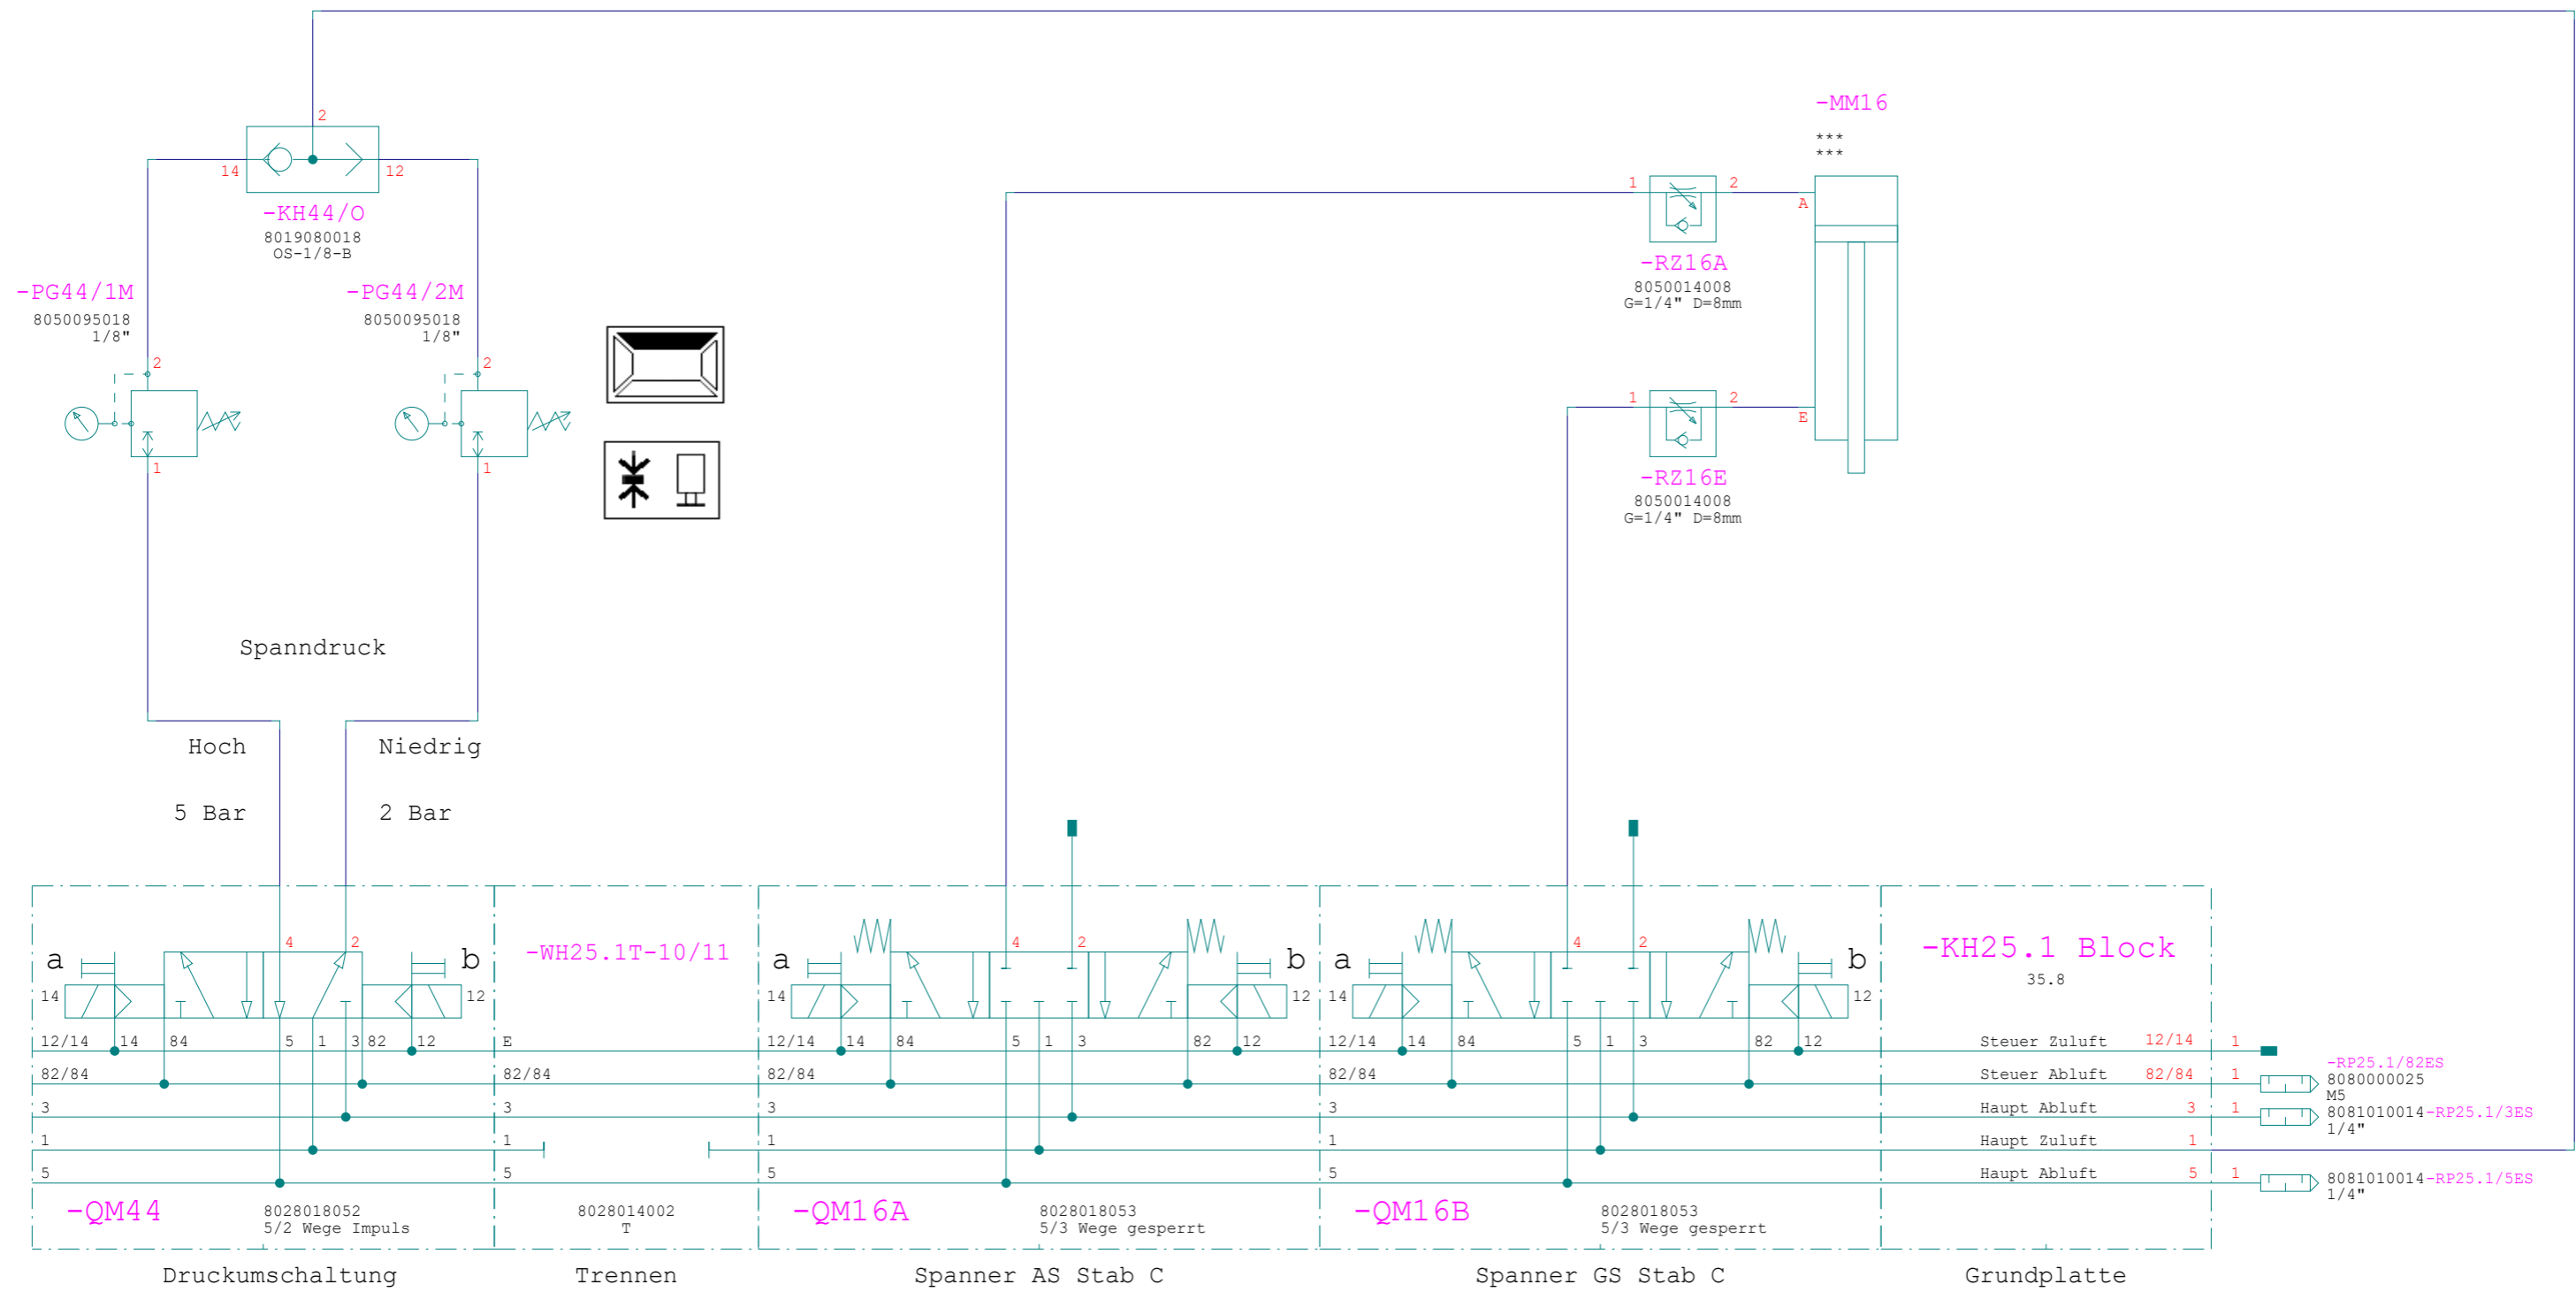 -MM16
***
***
2
14
12
-KH44/O
8019080018
OS-1/8-B
1
2
A
-RZ16A
8050014008
G=1/4" D=8mm
-PG44/1M
8050095018
1/8"
2
1
-PG44/2M
8050095018
1/8"
2
1
1
2
E
-RZ16E
8050014008
G=1/4" D=8mm
Spanndruck
Hoch
Niedrig
5 Bar
2 Bar
a
14
4
2
b
12
12/14
14
84
5
1
3
82
12
82/84
3
1
5
-QM44
8028018052
5/2 Wege Impuls
-WH25.1T-10/11
E
82/84
3
1
5
8028014002
T
a
14
4
2
b
12
12/14
14
84
5
1
3
82
12
82/84
3
1
5
-QM16A
8028018053
5/3 Wege gesperrt
a
14
4
2
b
12
12/14
14
84
5
1
3
82
12
82/84
3
1
5
-QM16B
8028018053
5/3 Wege gesperrt
-KH25.1 Block
35.8
Steuer Zuluft 12/14 1
Steuer Abluft 82/84 1
Haupt Abluft 3 1
Haupt Zuluft 1
Haupt Abluft 5 1
-RP25.1/82ES
8080000025
M5
8081010014-RP25.1/3ES
1/4"
8081010014-RP25.1/5ES
1/4"
Druckumschaltung
Trennen
Spanner AS Stab C
Spanner GS Stab C
Grundplatte